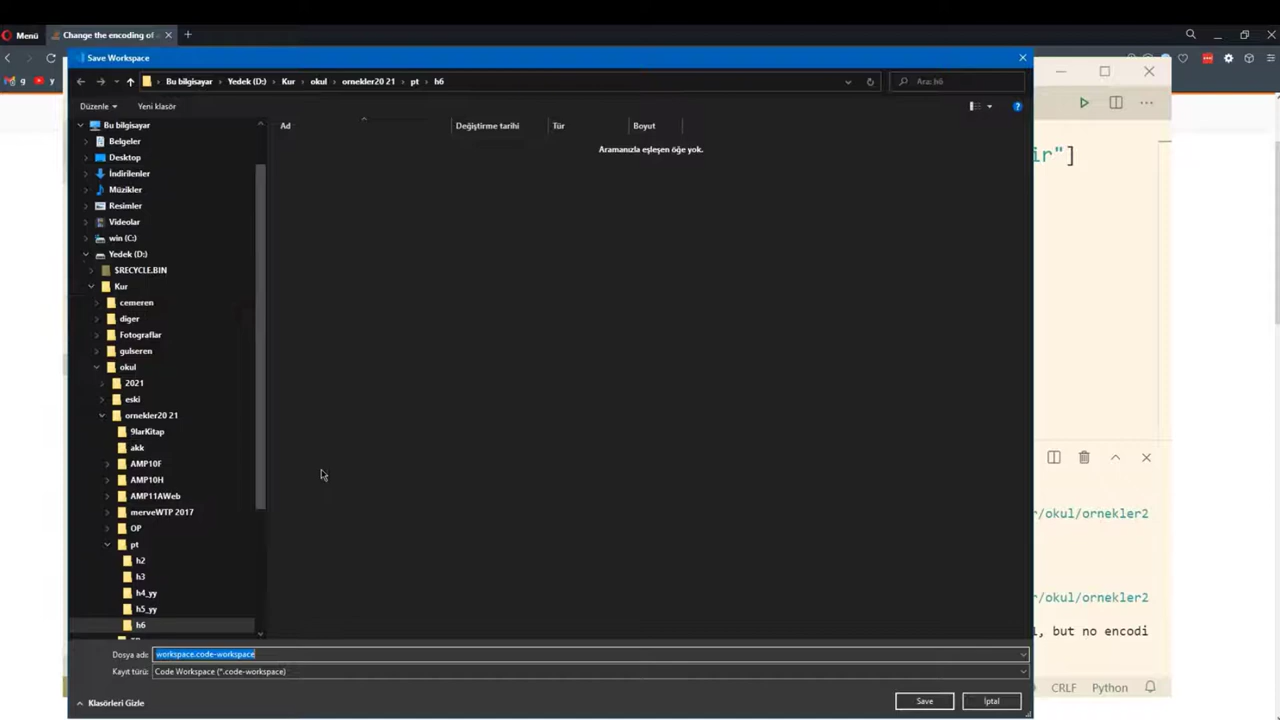 Menü
Change the encoding of
Save Workspace
Bu bilgisayar
Yedek (D:)
Kur
okul
ornekler20 21
pt
h6
Ara: h6
Düzenle
Yeni klasör
Ad
Değiştirme tarihi
Tür
Boyut
Aramanızla eşleşen öğe yok.
Bu bilgisayar
Belgeler
Desktop
İndirilenler
Müzikler
Resimler
Videolar
win (C:)
Yedek (D:)
$RECYCLE.BIN
Kur
cemeren
diger
Fotograflar
gulseren
okul
2021
eski
ornekler20 21
9larKitap
akk
AMP10F
AMP10H
AMP11AWeb
merveWTP 2017
OP
pt
h2
h3
h4_yy
h5_yy
h6
ir"]
r/okul/ornekler2
r/okul/ornekler2
, but no encodi
Dosya adı: workspace.code-workspace
Kayıt türü: Code Workspace (*.code-workspace)
Klasörleri Gizle
Save
İptal
CRLF
Python